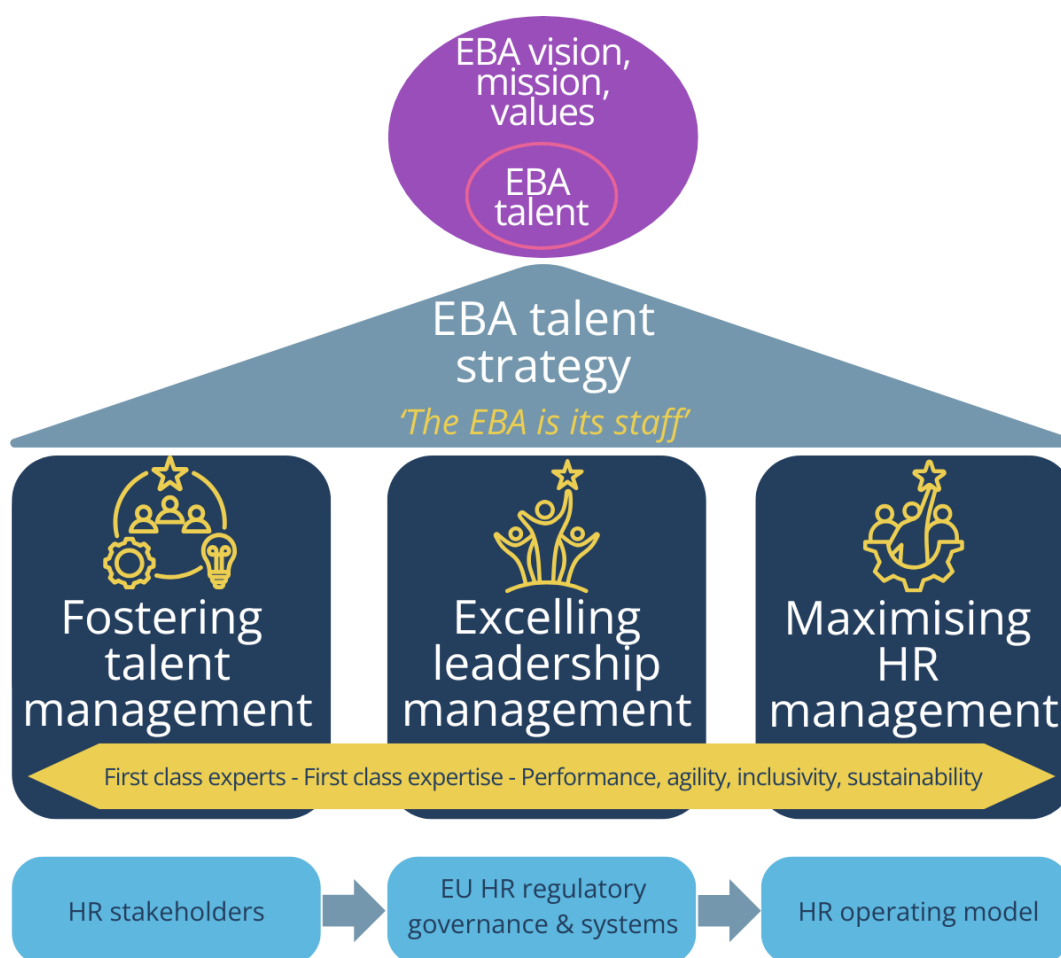 EBA vision,
mission,
values
EBA
talent
EBA talent
strategy
‘The EBA is its staff’
Fostering
talent
management
Excelling
leadership
management
Maximising
HR
management
First class experts - First class expertise - Performance, agility, inclusivity, sustainability
HR stakeholders
EU HR regulatory
governance & systems
HR operating model